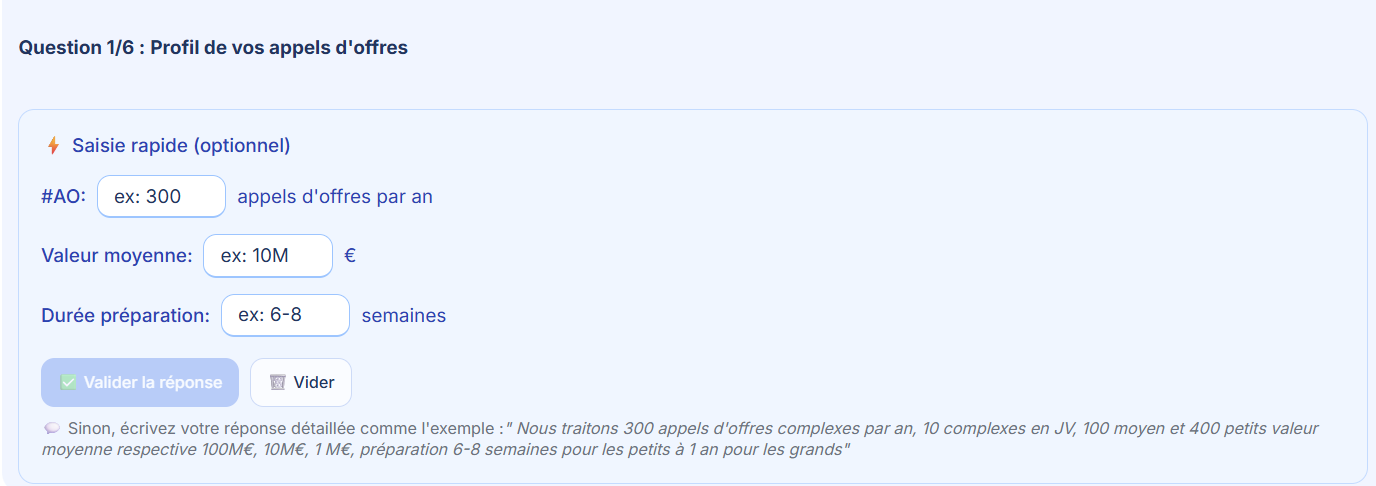 Question 1/6 : Profil de vos appels d'offres
⚡ Saisie rapide (optionnel)
#AO: ex: 300 appels d'offres par an
Valeur moyenne: ex: 10M €
Durée préparation: ex: 6-8 semaines
✅ Valider la réponse 🗑️ Vider
💬 Sinon, écrivez votre réponse détaillée comme l'exemple :" Nous traitons 300 appels d'offres complexes par an, 10 complexes en JV, 100 moyen et 400 petits valeur
moyenne respective 100M€, 10M€, 1 M€, préparation 6-8 semaines pour les petits à 1 an pour les grands"